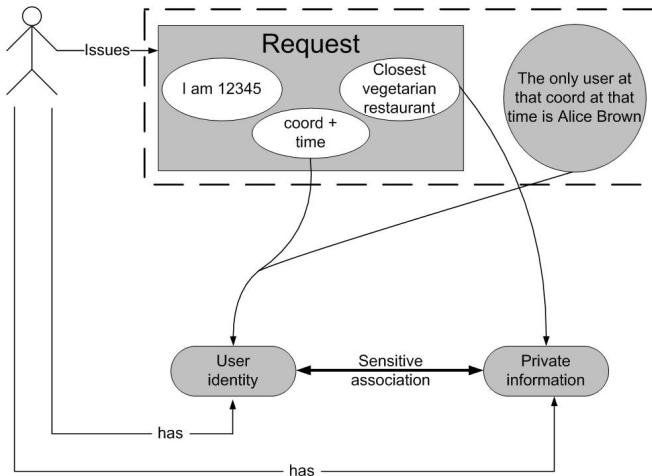 Issues
Request
I am 12345
Closest
vegetarian
restaurant
coord +
time
The only user at
that coord at that
time is Alice Brown
User
identity
Sensitive
association
Private
information
has
has